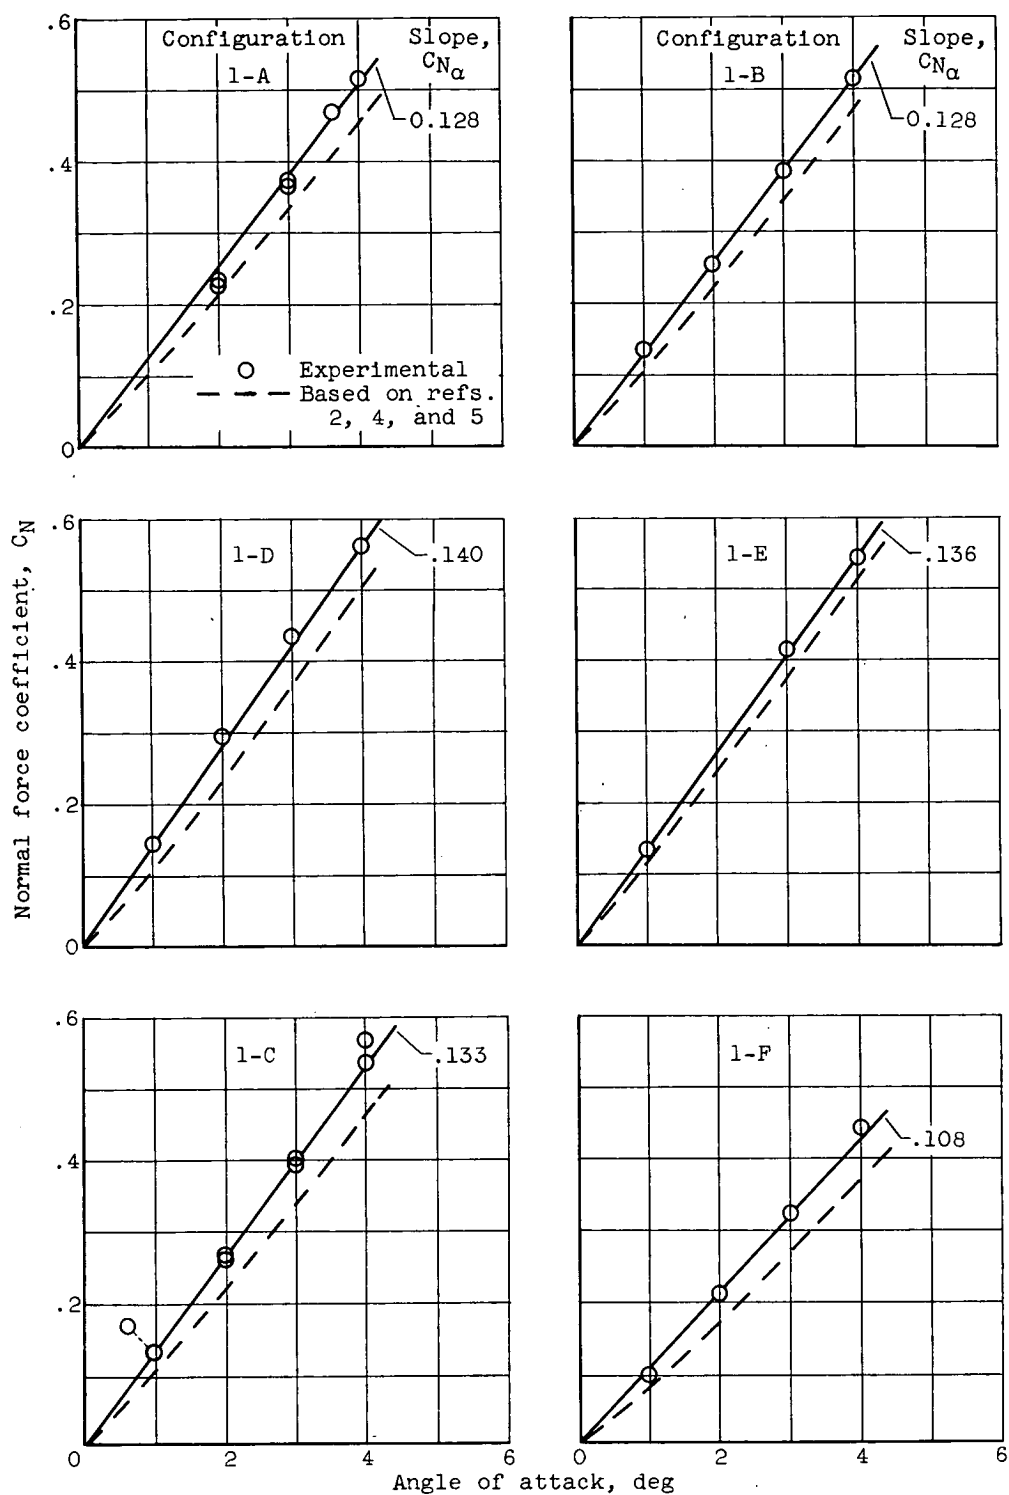 .6
Configuration Slope,
1-A CNα
0.128
.4
.2
Experimental
Based on refs.
2, 4, and 5
0
Configuration Slope,
1-B CNα
0.128
Normal force coefficient, CN
.6
1-D .140
.4
.2
0
1-E .136
.6
1-C .133
.4
.2
0 2 4 6
1-F .108
0 2 4 6
Angle of attack, deg